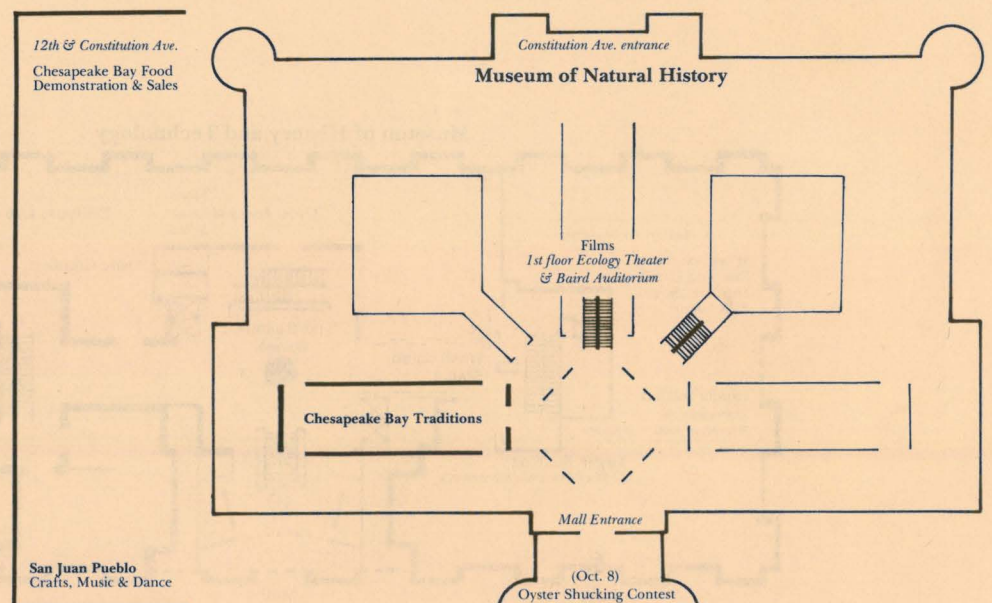 12th & Constitution Ave.
Chesapeake Bay Food
Demonstration & Sales
Constitution Ave. entrance
Museum of Natural History
Films
1st floor Ecology Theater
& Baird Auditorium
Chesapeake Bay Traditions
Mall Entrance
San Juan Pueblo
Crafts, Music & Dance
(Oct. 8)
Oyster Shucking Contest